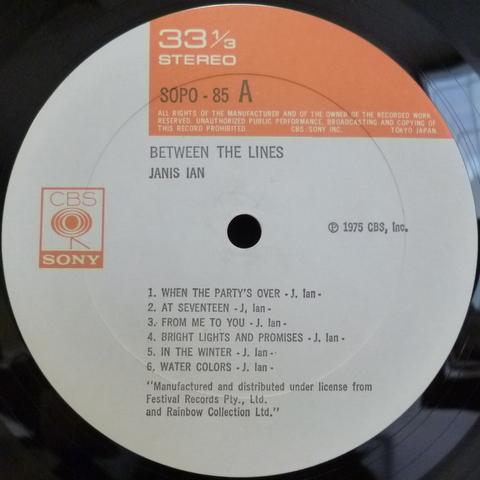 33 1/3
STEREO
SOPO - 85 A
ALL RIGHTS OF THE MANUFACTURER AND OF THE OWNER OF THE RECORDED WORK
RESERVED. UNAUTHORIZED PUBLIC PERFORMANCE, BROADCASTING AND COPYING OF
THIS RECORD PROHIBITED. CBS/SONY INC. TOKYO JAPAN
BETWEEN THE LINES
JANIS IAN
CBS
SONY
℗ 1975 CBS, Inc.
1. WHEN THE PARTY'S OVER - J. Ian -
2. AT SEVENTEEN - J, Ian -
3. FROM ME TO YOU - J. Ian -
4. BRIGHT LIGHTS AND PROMISES - J. Ian -
5. IN THE WINTER - J. Ian -
6. WATER COLORS - J. Ian -
"Manufactured and distributed under license from
Festival Records Pty., Ltd.
and Rainbow Collection Ltd."